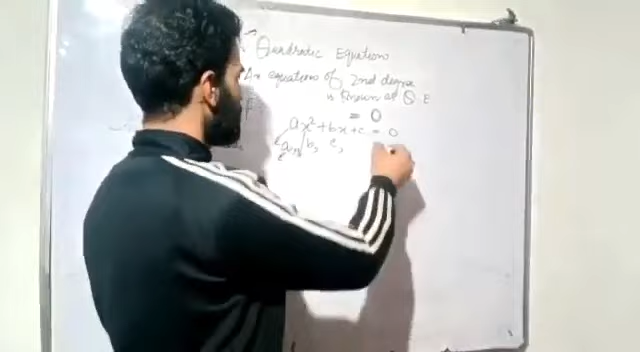 Quadratic Equations
An equations of 2nd degree
is known as Q E
= 0
ax² + bx + c = 0
a, b, c,